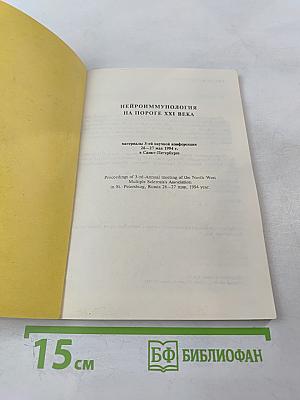 НЕЙРОИММУНОЛОГИЯ
НА ПОРОГЕ XXI ВЕКА
материалы 3-ей научной конференции
26—27 мая 1994 г.
в Санкт-Петербурге
Proceedings of 3-rd Annual meeting of the North-West
Multiple Sclerosis Association
in St.-Petersburg, Russia 26—27 may, 1994 year.
15 см
БФ БИБЛИОФАН